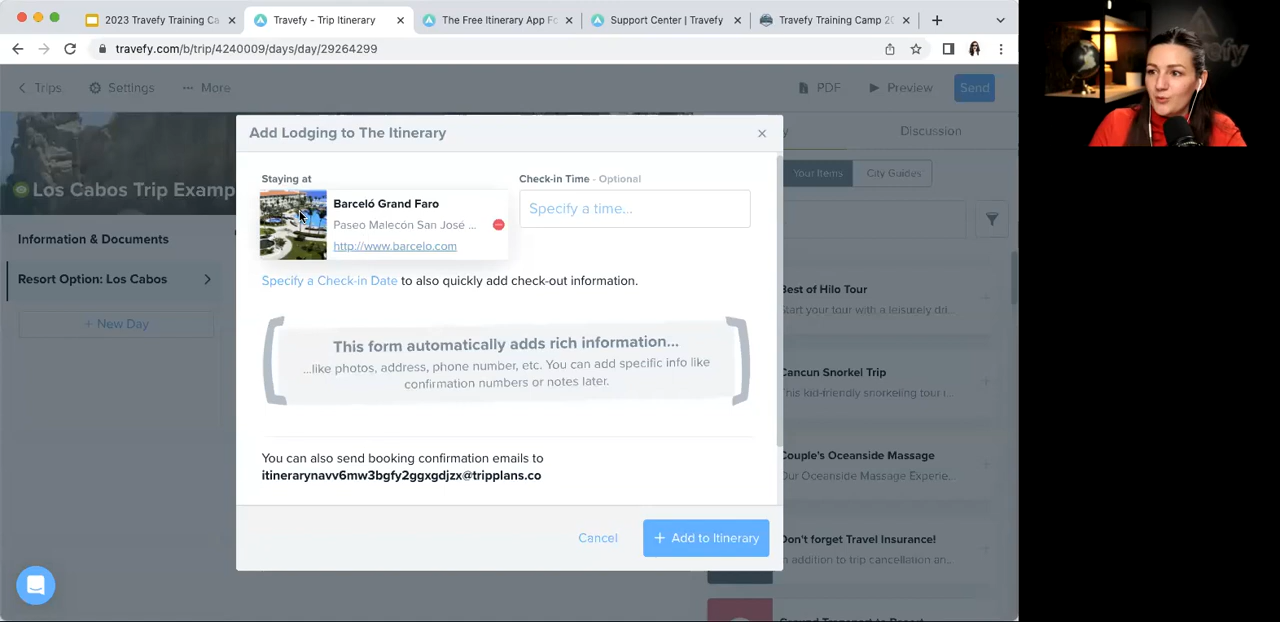 2023 Travefy Training Ca
Travefy - Trip Itinerary
The Free Itinerary App Fo
Support Center | Travefy
Travefy Training Camp 20
travefy.com/b/trip/4240009/days/day/29264299
Trips
Settings
More
PDF
Preview
Send
Add Lodging to The Itinerary
Discussion
Los Cabos Trip Examp
Your Items
City Guides
Staying at
Check-in Time - Optional
Barceló Grand Faro
Paseo Malecón San José ...
http://www.barcelo.com
Specify a time...
Information & Documents
Resort Option: Los Cabos
+ New Day
Specify a Check-in Date to also quickly add check-out information.
This form automatically adds rich information...
...like photos, address, phone number, etc. You can add specific info like
confirmation numbers or notes later.
Best of Hilo Tour
Start your tour with a leisurely dri...
Cancun Snorkel Trip
This kid-friendly snorkeling tour i...
Couple's Oceanside Massage
Our Oceanside Massage Experie...
You can also send booking confirmation emails to
itinerarynavv6mw3bgfy2ggxgdjzx@tripplans.co
Don't forget Travel Insurance!
In addition to trip cancellation an...
Cancel
+ Add to Itinerary
Ground Transport to Resort